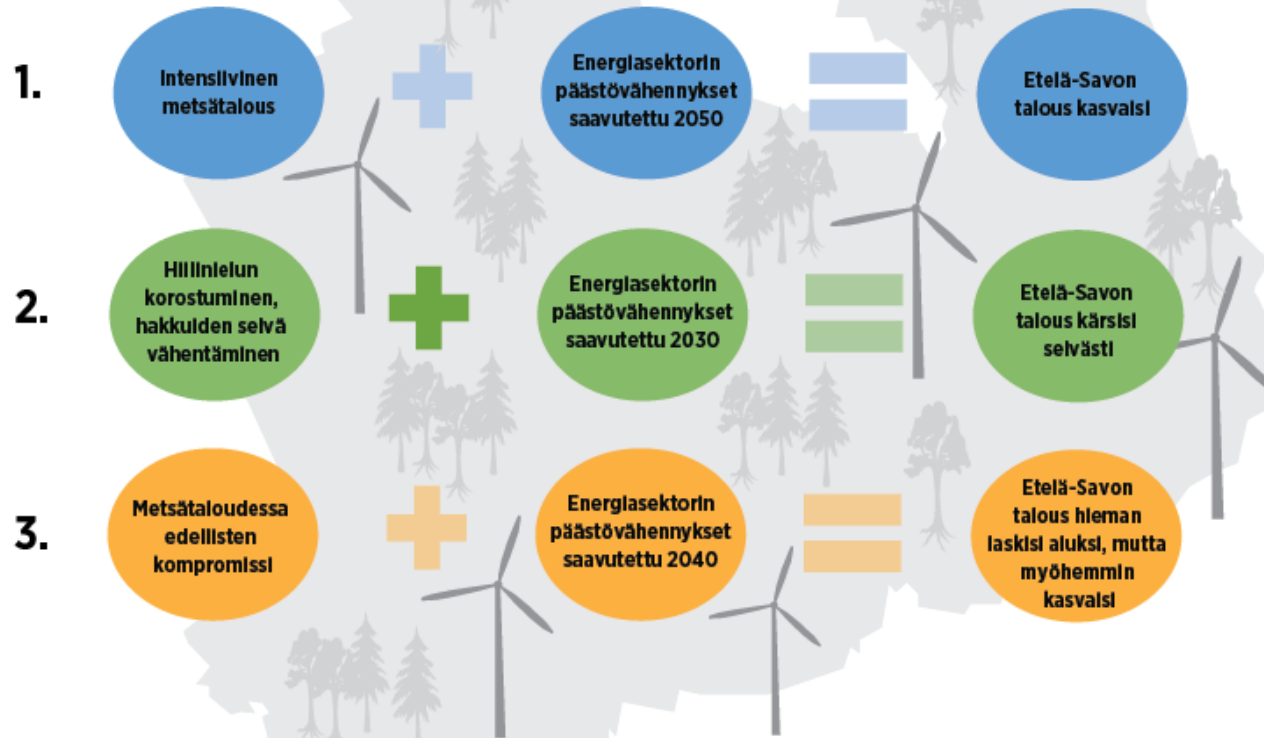 1.
Intensiivinen
metsätalous
Energiasektorin
päästövähennykset
saavutettu 2050
Etelä-Savon
talous kasvaisi
2.
Hiilinielun
korostuminen,
hakkuiden selvä
vähentäminen
Energiasektorin
päästövähennykset
saavutettu 2030
Etelä-Savon
talous kärsisi
selvästi
3.
Metsätaloudessa
edellisten
kompromissi
Energiasektorin
päästövähennykset
saavutettu 2040
Etelä-Savon
talous hieman
laskisi aluksi, mutta
myöhemmin
kasvaisi